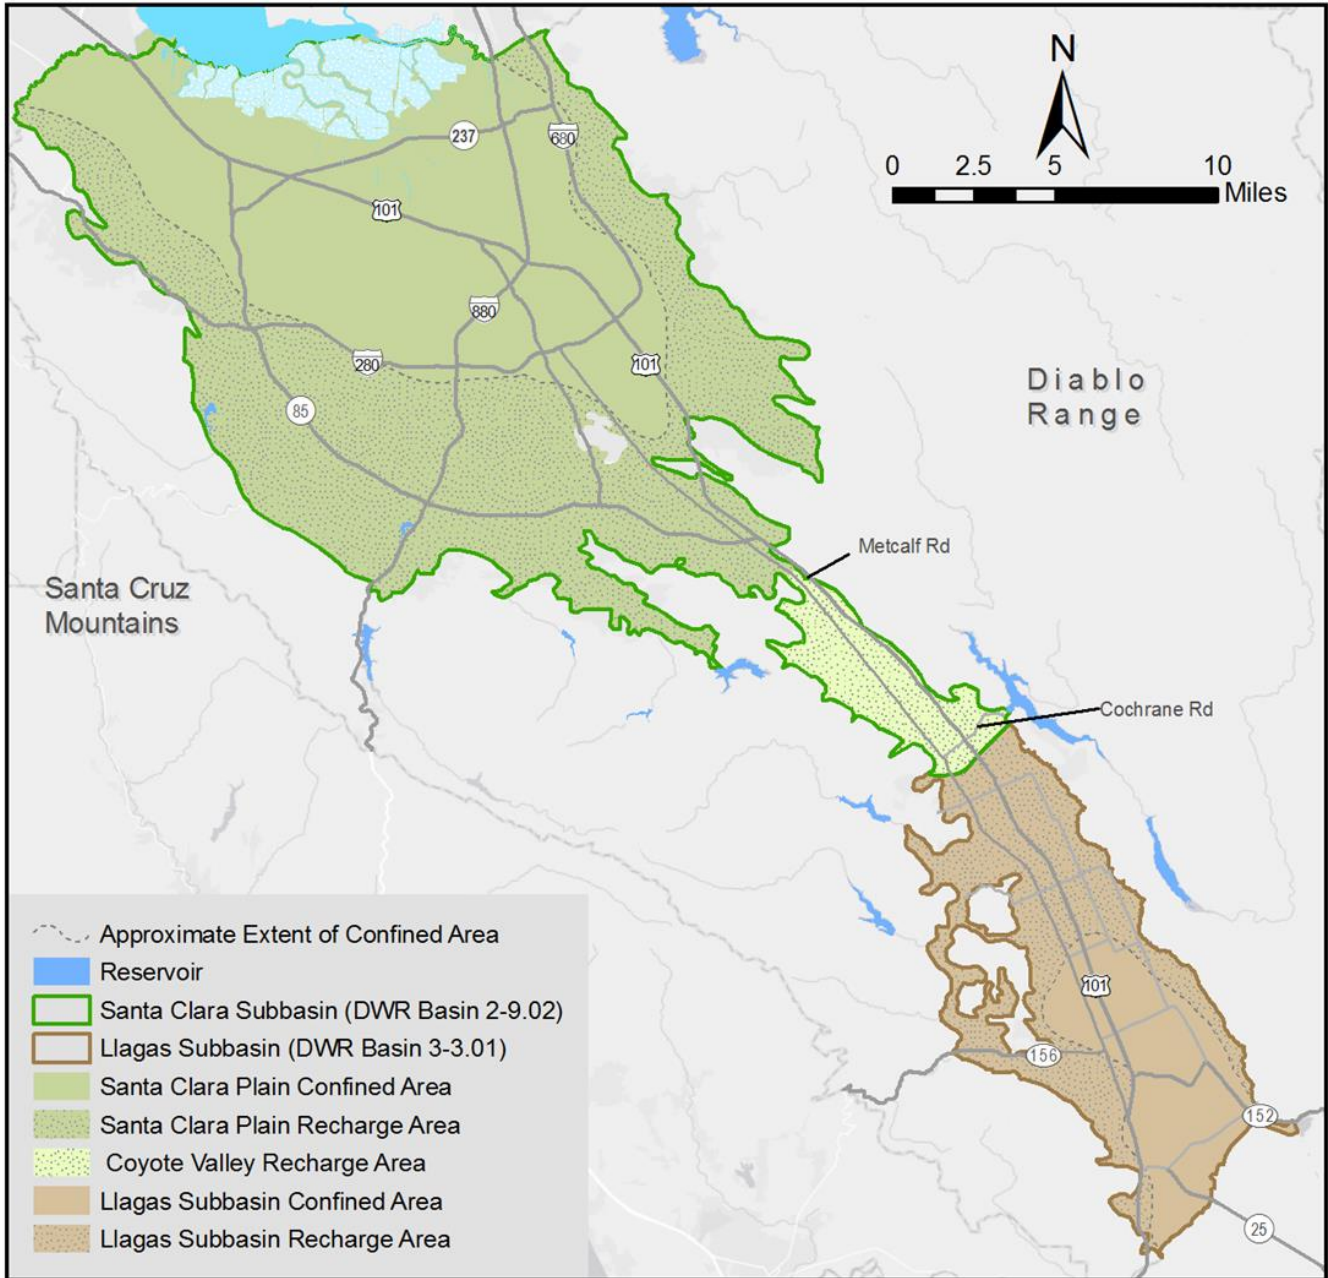 N
0 2.5 5 10
Miles
237
680
101
880
280
101
85
Diablo
Range
Metcalf Rd
Santa Cruz
Mountains
Cochrane Rd
101
156
152
25
Approximate Extent of Confined Area
Reservoir
Santa Clara Subbasin (DWR Basin 2-9.02)
Llagas Subbasin (DWR Basin 3-3.01)
Santa Clara Plain Confined Area
Santa Clara Plain Recharge Area
Coyote Valley Recharge Area
Llagas Subbasin Confined Area
Llagas Subbasin Recharge Area